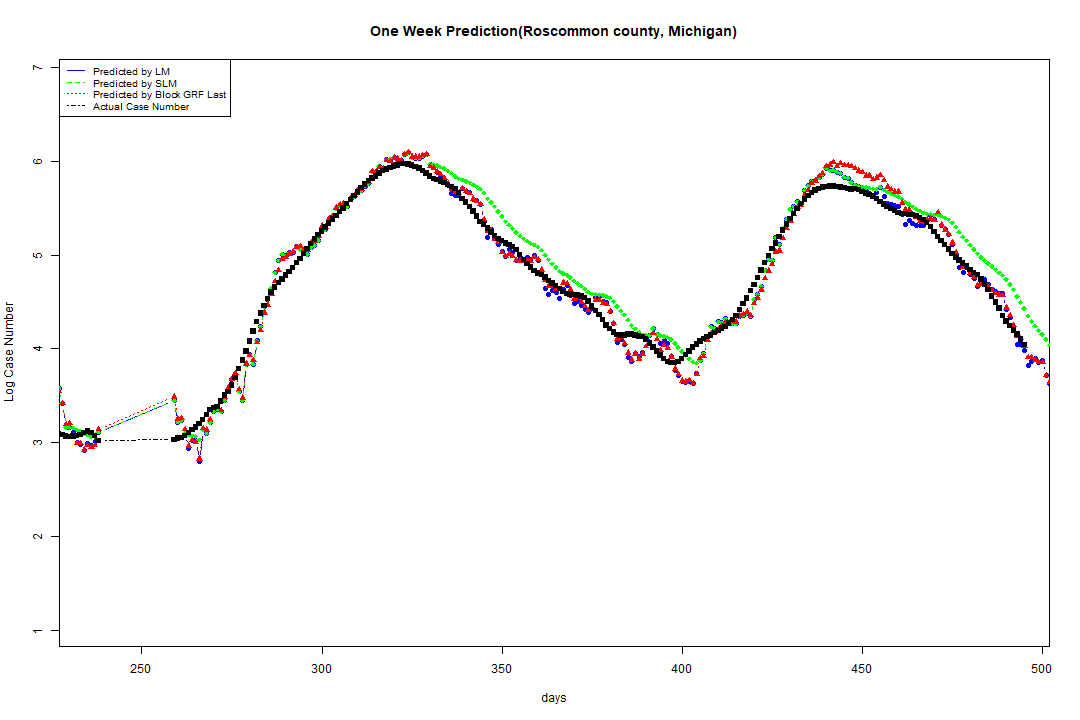 One Week Prediction(Roscommon county, Michigan)
Predicted by LM
Predicted by SLM
Predicted by Block GRF Last
Actual Case Number
7
6
5
4
3
2
1
Log Case Number
250 300 350 400 450 500
days